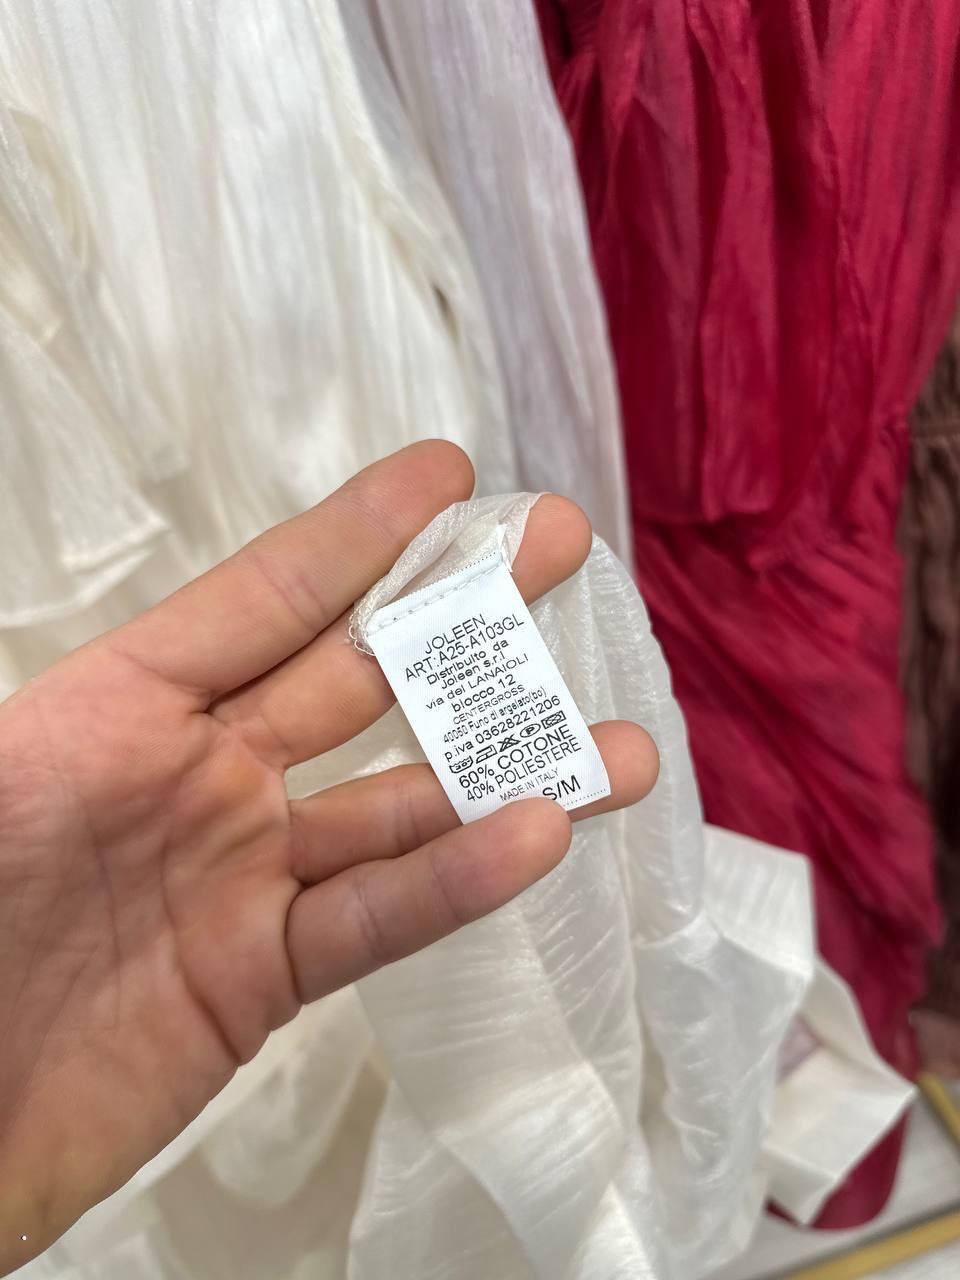 JOLEEN
ART:A25-A103GL
Distribuito da
Joleen s.r.l
via dei LANAIOLI
blocco 12
CENTERGROSS
40050 Funo di argelato(bo)
p.iva 03628221206
60% COTONE
40% POLIESTERE
MADE IN ITALY
S/M